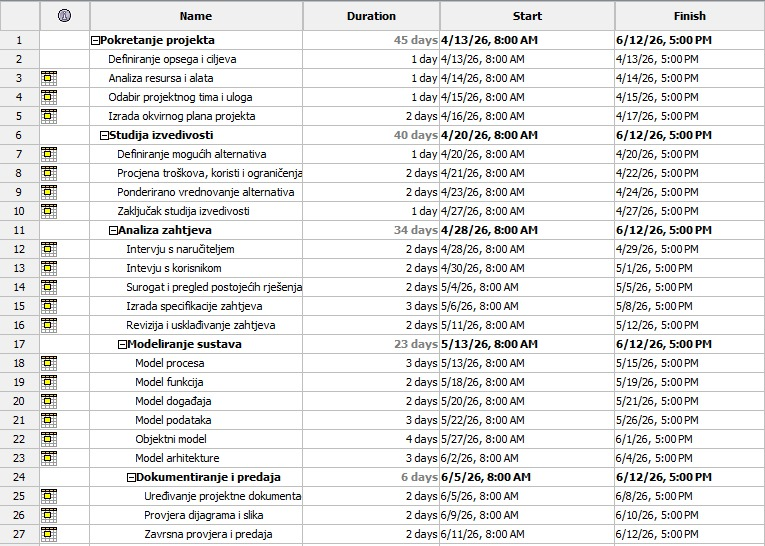 Name Duration Start Finish
1 Pokretanje projekta 45 days 4/13/26, 8:00 AM 6/12/26, 5:00 PM
2 Definiranje opsega i ciljeva 1 day 4/13/26, 8:00 AM 4/13/26, 5:00 PM
3 Analiza resursa i alata 1 day 4/14/26, 8:00 AM 4/14/26, 5:00 PM
4 Odabir projektnog tima i uloga 1 day 4/15/26, 8:00 AM 4/15/26, 5:00 PM
5 Izrada okvirnog plana projekta 2 days 4/16/26, 8:00 AM 4/17/26, 5:00 PM
6 Studija izvedivosti 40 days 4/20/26, 8:00 AM 6/12/26, 5:00 PM
7 Definiranje mogućih alternativa 1 day 4/20/26, 8:00 AM 4/20/26, 5:00 PM
8 Procjena troškova, koristi i ograničenja 2 days 4/21/26, 8:00 AM 4/22/26, 5:00 PM
9 Ponderirano vrednovanje alternativa 2 days 4/23/26, 8:00 AM 4/24/26, 5:00 PM
10 Zaključak studija izvedivosti 1 day 4/27/26, 8:00 AM 4/27/26, 5:00 PM
11 Analiza zahtjeva 34 days 4/28/26, 8:00 AM 6/12/26, 5:00 PM
12 Intervju s naručiteljem 2 days 4/28/26, 8:00 AM 4/29/26, 5:00 PM
13 Intevju s korisnikom 2 days 4/30/26, 8:00 AM 5/1/26, 5:00 PM
14 Surogat i pregled postojećih rješenja 2 days 5/4/26, 8:00 AM 5/5/26, 5:00 PM
15 Izrada specifikacije zahtjeva 3 days 5/6/26, 8:00 AM 5/8/26, 5:00 PM
16 Revizija i usklađivanje zahtjeva 2 days 5/11/26, 8:00 AM 5/12/26, 5:00 PM
17 Modeliranje sustava 23 days 5/13/26, 8:00 AM 6/12/26, 5:00 PM
18 Model procesa 3 days 5/13/26, 8:00 AM 5/15/26, 5:00 PM
19 Model funkcija 2 days 5/18/26, 8:00 AM 5/19/26, 5:00 PM
20 Model događaja 2 days 5/20/26, 8:00 AM 5/21/26, 5:00 PM
21 Model podataka 3 days 5/22/26, 8:00 AM 5/26/26, 5:00 PM
22 Objektni model 4 days 5/27/26, 8:00 AM 6/1/26, 5:00 PM
23 Model arhitekture 3 days 6/2/26, 8:00 AM 6/4/26, 5:00 PM
24 Dokumentiranje i predaja 6 days 6/5/26, 8:00 AM 6/12/26, 5:00 PM
25 Uređivanje projektne dokumenta 2 days 6/5/26, 8:00 AM 6/8/26, 5:00 PM
26 Provjera dijagrama i slika 2 days 6/9/26, 8:00 AM 6/10/26, 5:00 PM
27 Zavrsna provjera i predaja 2 days 6/11/26, 8:00 AM 6/12/26, 5:00 PM